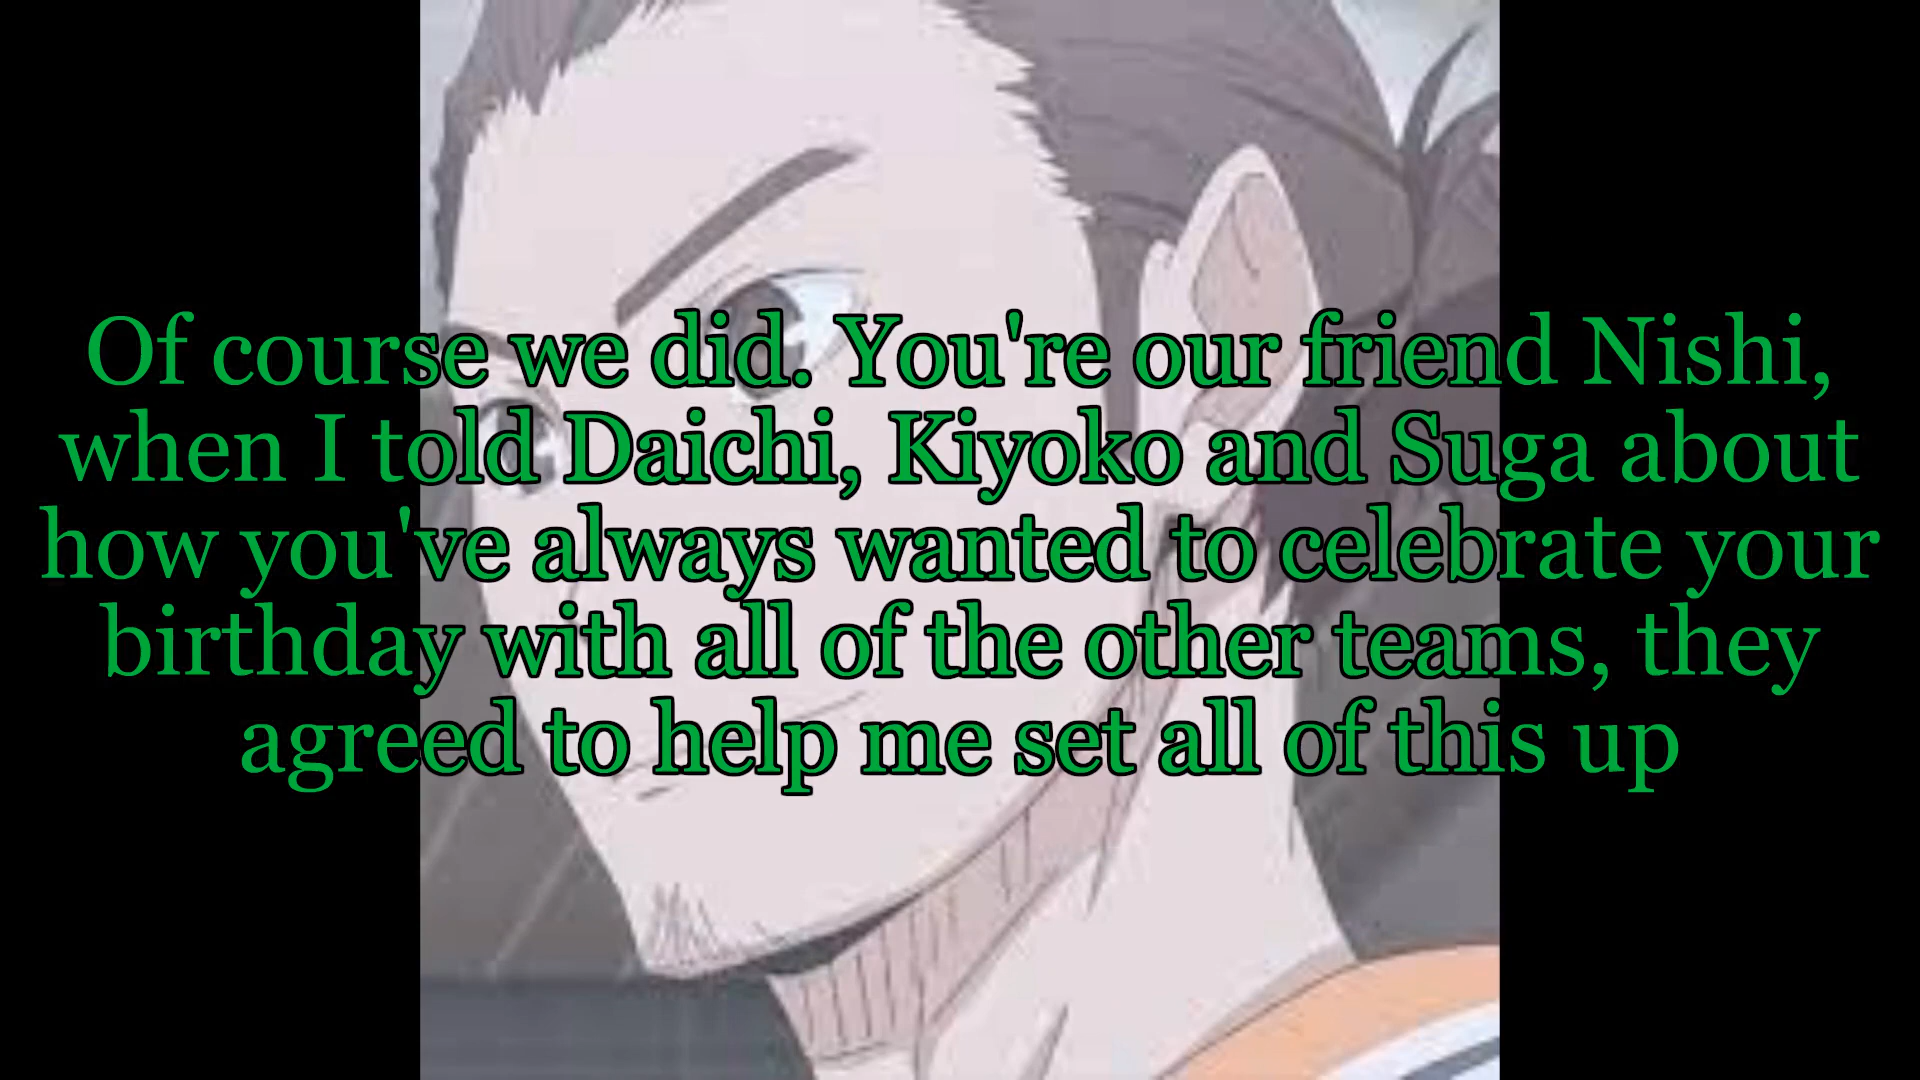 Of course we did. You're our friend Nishi,
when I told Daichi, Kiyoko and Suga about
how you've always wanted to celebrate your
birthday with all of the other teams, they
agreed to help me set all of this up